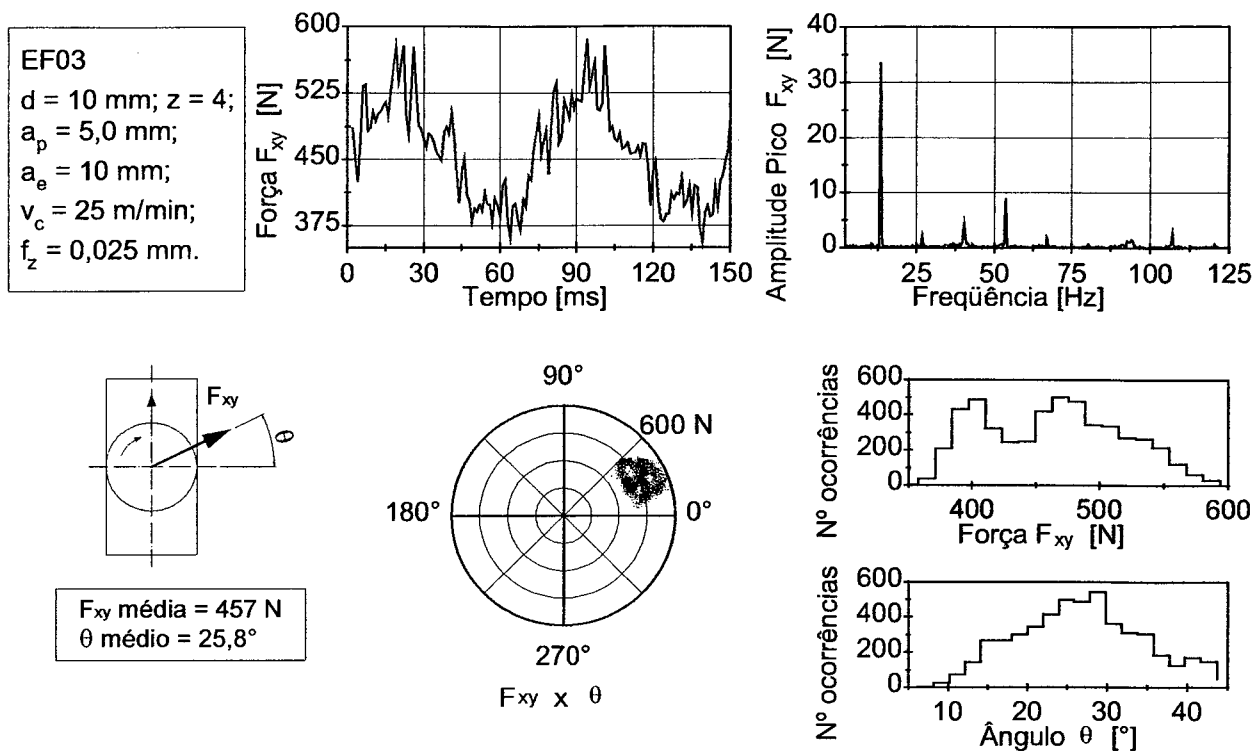 EF03
d = 10 mm; z = 4;
a_p = 5,0 mm;
a_e = 10 mm;
v_c = 25 m/min;
f_z = 0,025 mm.
Força F_xy [N]
600
525
450
375
0 30 60 90 120 150
Tempo [ms]
Amplitude Pico F_xy [N]
40
30
20
10
0
25 50 75 100 125
Freqüência [Hz]
F_xy
θ
F_xy média = 457 N
θ médio = 25,8°
90°
600 N
180°
0°
270°
F_xy x θ
Nº ocorrências
600
400
200
0
400 500 600
Força F_xy [N]
Nº ocorrências
600
400
200
0
10 20 30 40
Ângulo θ [°]